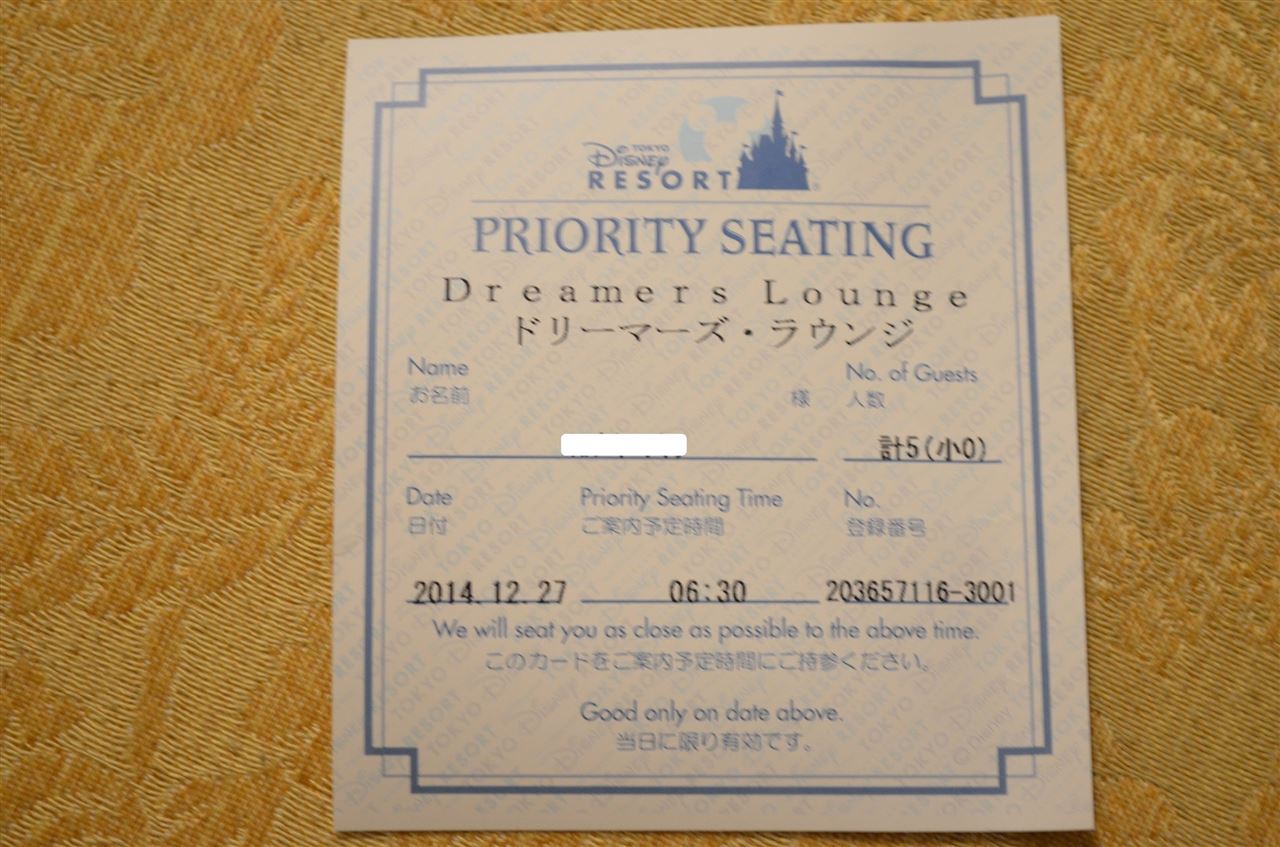 TOKYO
Disney
RESORT
PRIORITY SEATING
Dreamers Lounge
ドリーマーズ・ラウンジ
Name
お名前 様
No. of Guests
人数
計5(小0)
Date
日付
Priority Seating Time
ご案内予定時間
No.
登録番号
2014.12.27 06:30 203657116-3001
We will seat you as close as possible to the above time.
このカードをご案内予定時間にご持参ください。
Good only on date above.
当日に限り有効です。